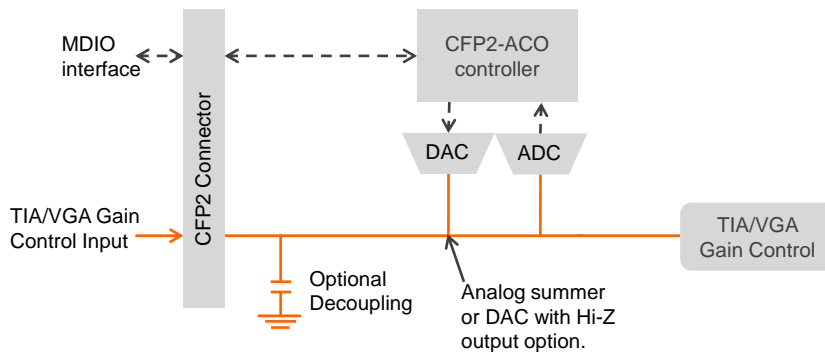 MDIO
interface
CFP2 Connector
CFP2-ACO
controller
DAC
ADC
TIA/VGA Gain
Control Input
TIA/VGA
Gain Control
Optional
Decoupling
Analog summer
or DAC with Hi-Z
output option.